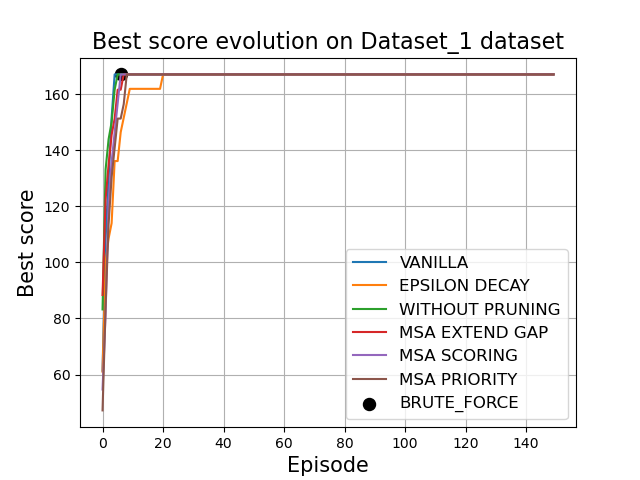 Best score evolution on Dataset_1 dataset
Best score
160
140
120
100
80
60
VANILLA
EPSILON DECAY
WITHOUT PRUNING
MSA EXTEND GAP
MSA SCORING
MSA PRIORITY
BRUTE_FORCE
0 20 40 60 80 100 120 140
Episode